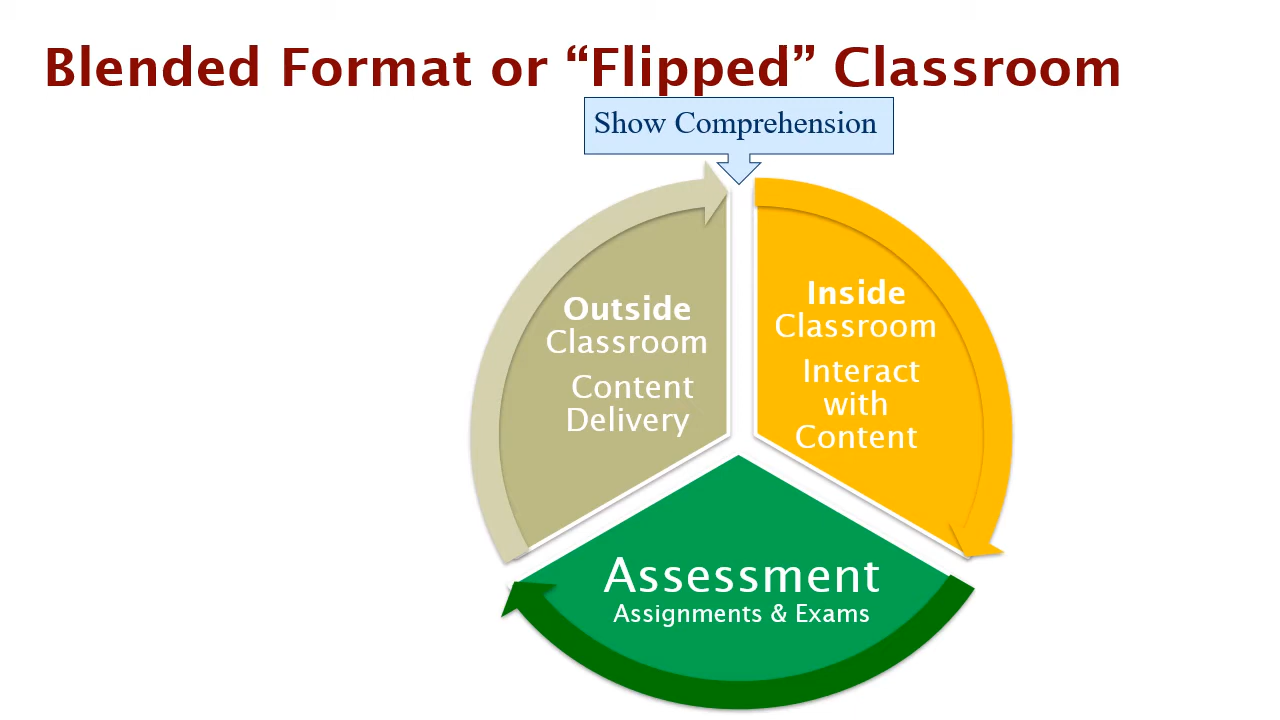 Blended Format or “Flipped” Classroom
Show Comprehension
Outside
Classroom
Content
Delivery
Inside
Classroom
Interact
with
Content
Assessment
Assignments & Exams